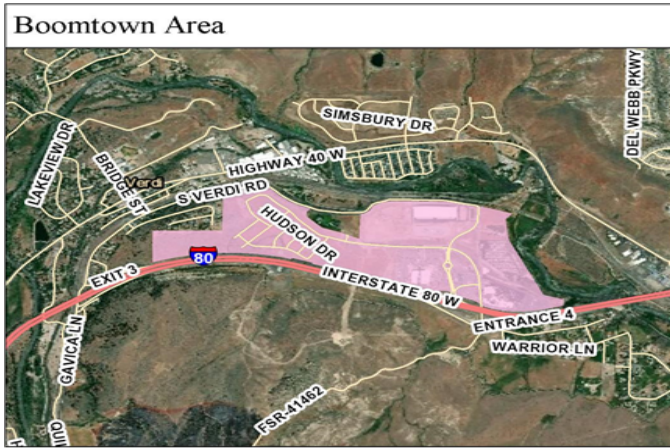 Boomtown Area
SIMSBURY DR
DEL WEBB PKWY
LAKEVIEW DR
BRIDGE ST
HIGHWAY 40 W
Verdi
S VERDI RD
HUDSON DR
80
EXIT 3
INTERSTATE 80 W
ENTRANCE 4
GAVICA LN
WARRIOR LN
FSR-41462
QUI